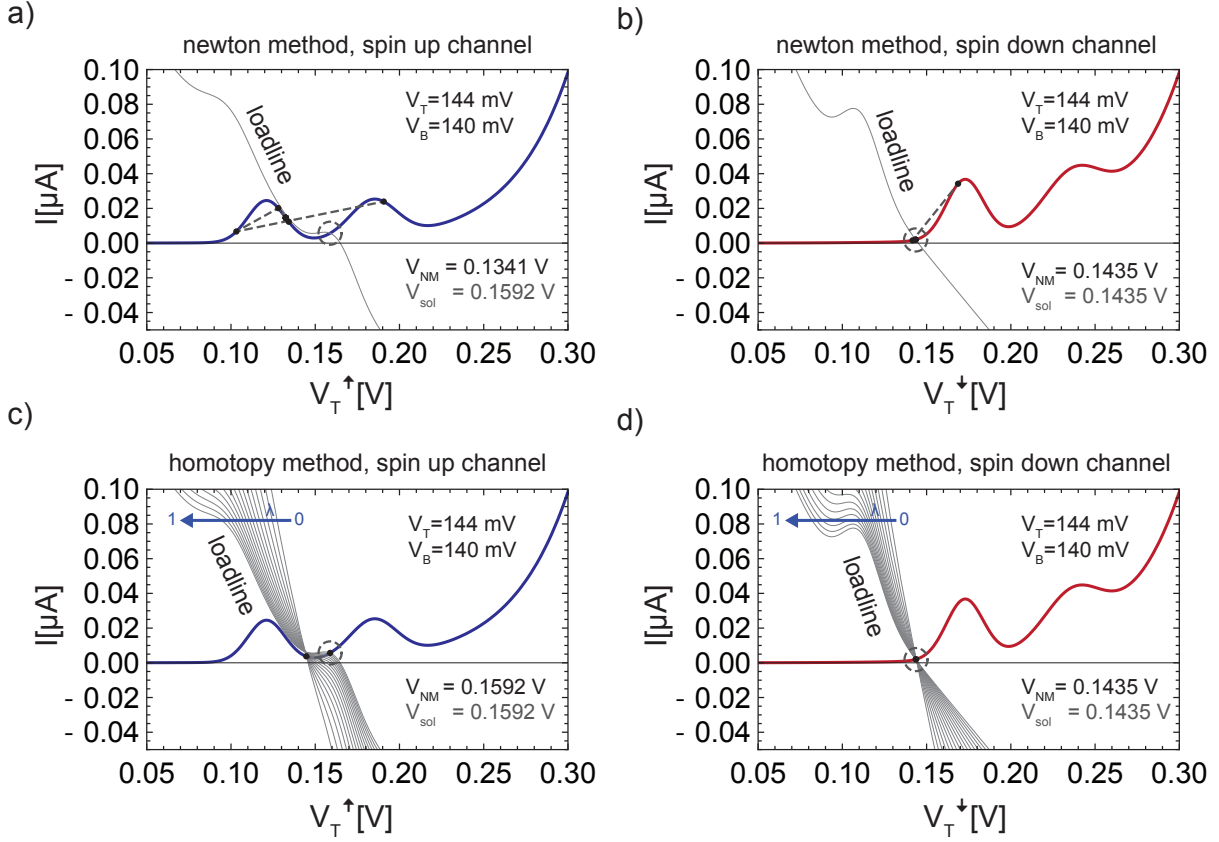 a)
newton method, spin up channel
0.10
0.08
0.06
0.04
0.02
0.00
- 0.02
- 0.04
I[µA]
loadline
V_T=144 mV
V_B=140 mV
V_NM = 0.1341 V
V_sol = 0.1592 V
0.05 0.10 0.15 0.20 0.25 0.30
V_T↑[V]
b)
newton method, spin down channel
0.10
0.08
0.06
0.04
0.02
0.00
- 0.02
- 0.04
I[µA]
loadline
V_T=144 mV
V_B=140 mV
V_NM = 0.1435 V
V_sol = 0.1435 V
0.05 0.10 0.15 0.20 0.25 0.30
V_T↓[V]
c)
homotopy method, spin up channel
0.10
0.08
0.06
0.04
0.02
0.00
- 0.02
- 0.04
I[µA]
1 λ 0
loadline
V_T=144 mV
V_B=140 mV
V_NM = 0.1592 V
V_sol = 0.1592 V
0.05 0.10 0.15 0.20 0.25 0.30
V_T↑[V]
d)
homotopy method, spin down channel
0.10
0.08
0.06
0.04
0.02
0.00
- 0.02
- 0.04
I[µA]
1 λ 0
loadline
V_T=144 mV
V_B=140 mV
V_NM = 0.1435 V
V_sol = 0.1435 V
0.05 0.10 0.15 0.20 0.25 0.30
V_T↓[V]